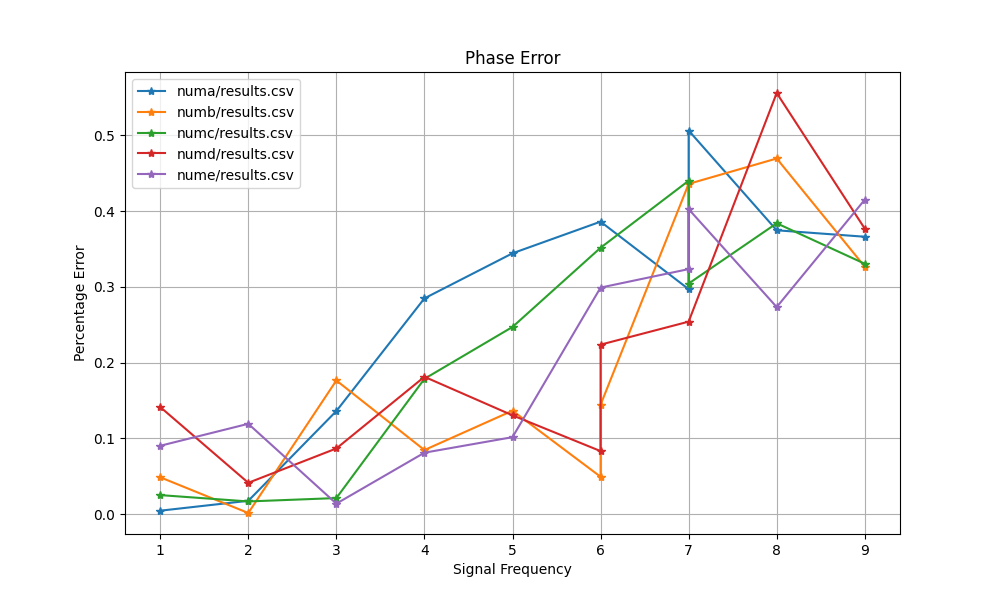 Phase Error
numa/results.csv
numb/results.csv
numc/results.csv
numd/results.csv
nume/results.csv
Percentage Error
0.5
0.4
0.3
0.2
0.1
0.0
1 2 3 4 5 6 7 8 9
Signal Frequency